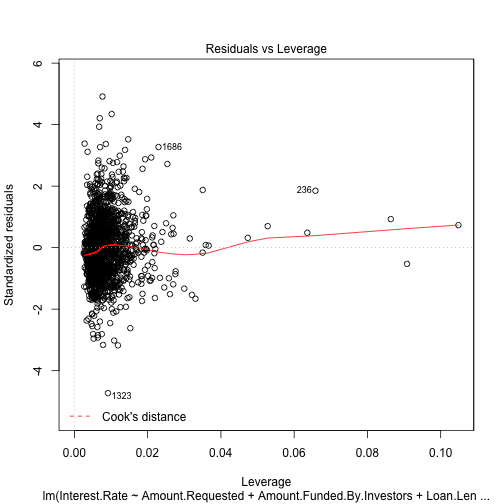 Residuals vs Leverage
Standardized residuals
6
4
2
0
-2
-4
1686
236
1323
Cook's distance
0.00 0.02 0.04 0.06 0.08 0.10
Leverage
lm(Interest.Rate ~ Amount.Requested + Amount.Funded.By.Investors + Loan.Len ...